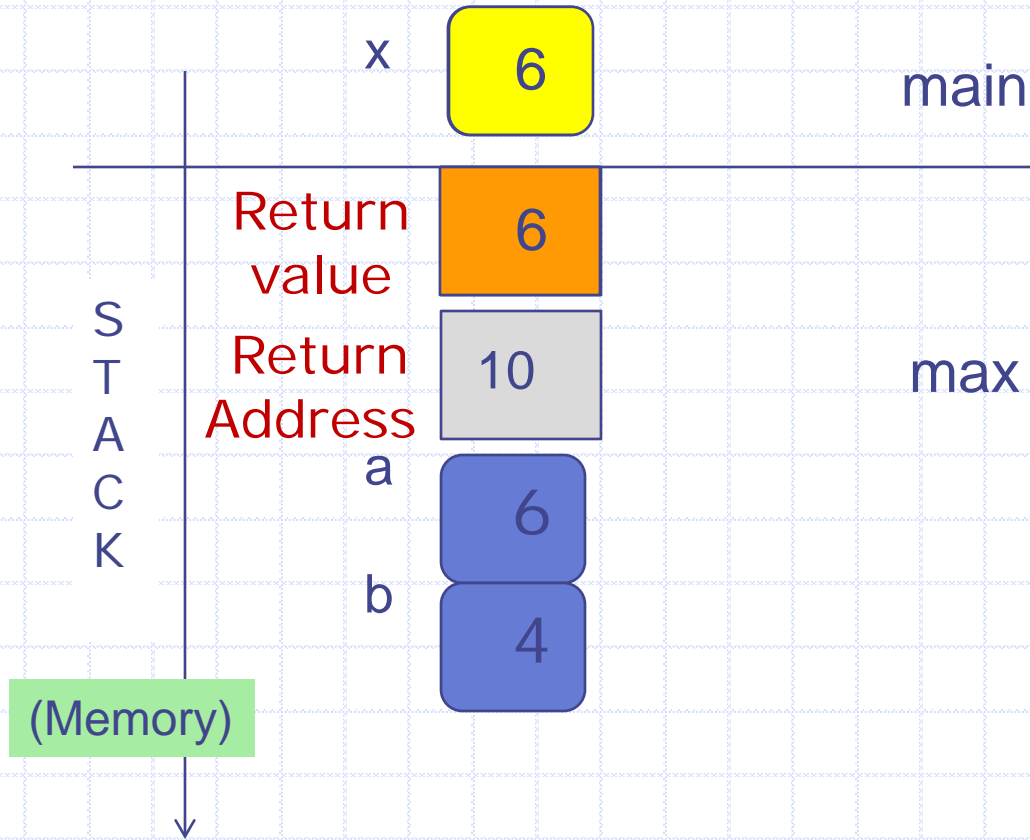 x
6
main
Return
value
6
S
T
A
C
K
Return
Address
10
max
a
6
b
4
(Memory)